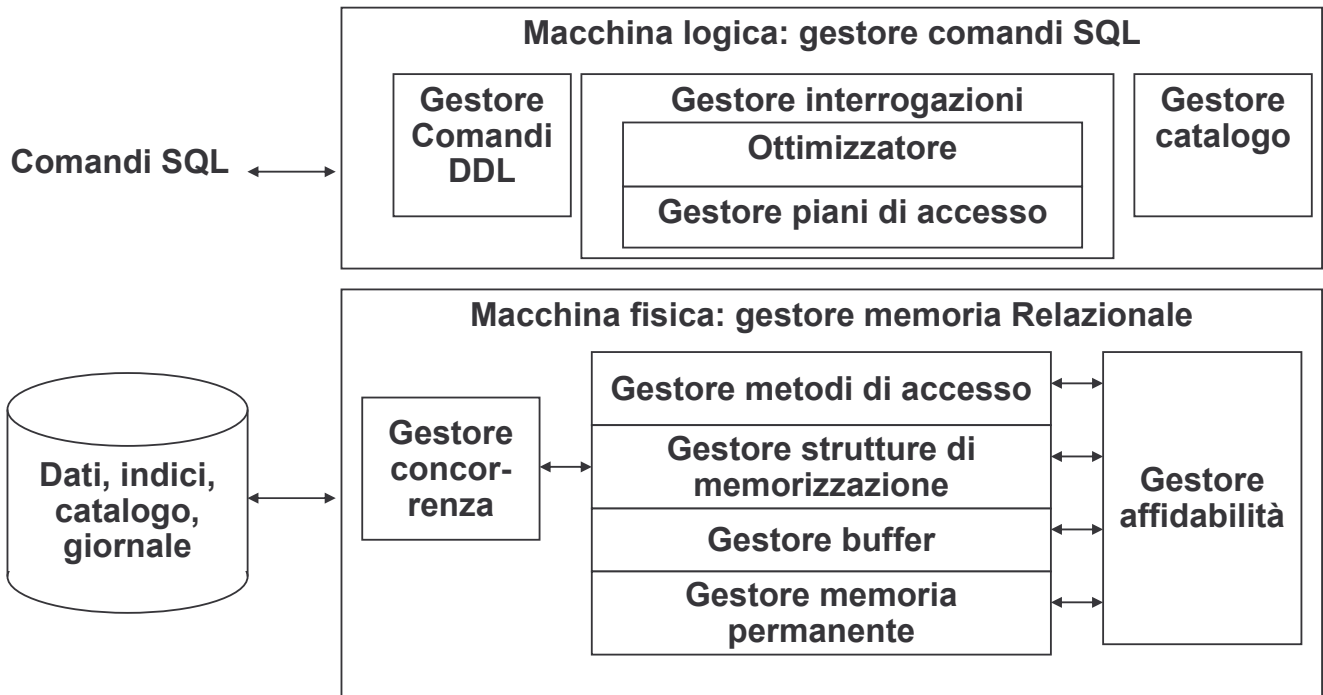 Macchina logica: gestore comandi SQL
Gestore
Comandi
DDL
Gestore interrogazioni
Ottimizzatore
Gestore piani di accesso
Gestore
catalogo
Comandi SQL
Macchina fisica: gestore memoria Relazionale
Dati, indici,
catalogo,
giornale
Gestore
concor-
renza
Gestore metodi di accesso
Gestore strutture di
memorizzazione
Gestore buffer
Gestore memoria
permanente
Gestore
affidabilità